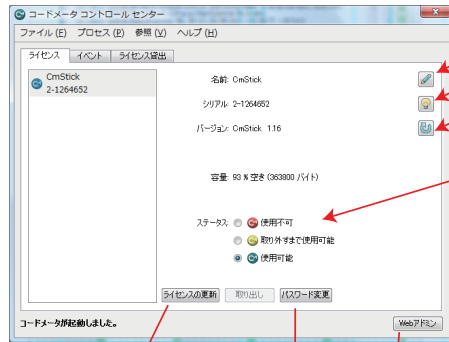 コードメータ コントロール センター
ファイル (F) プロセス (P) 参照 (V) ヘルプ (H)
ライセンス イベント ライセンス貸出
CmStick
2-1264652
名前: CmStick
シリアル: 2-1264652
バージョン: CmStick 1.16
容量: 93 % 空き (363800 バイト)
ステータス: 使用不可
取り外すまで使用可能
使用可能
ライセンスの更新 取り出し パスワード変更
コードメータが起動しました。
Webアドミン